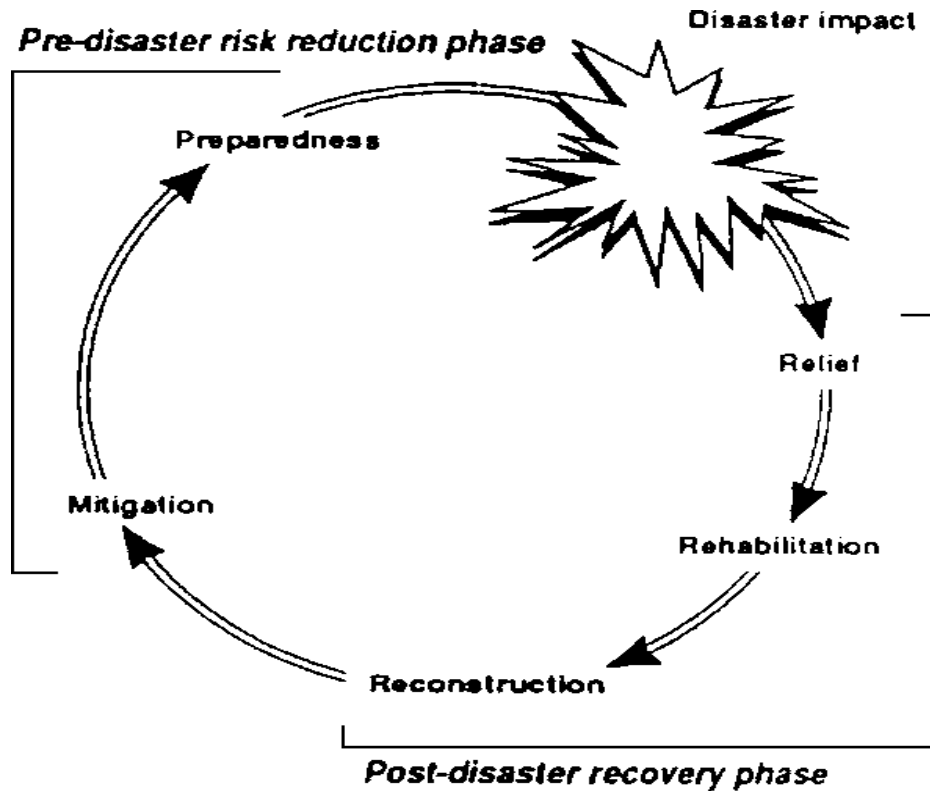 Disaster impact
Pre-disaster risk reduction phase
Preparedness
Relief
Mitigation
Rehabilitation
Reconstruction
Post-disaster recovery phase